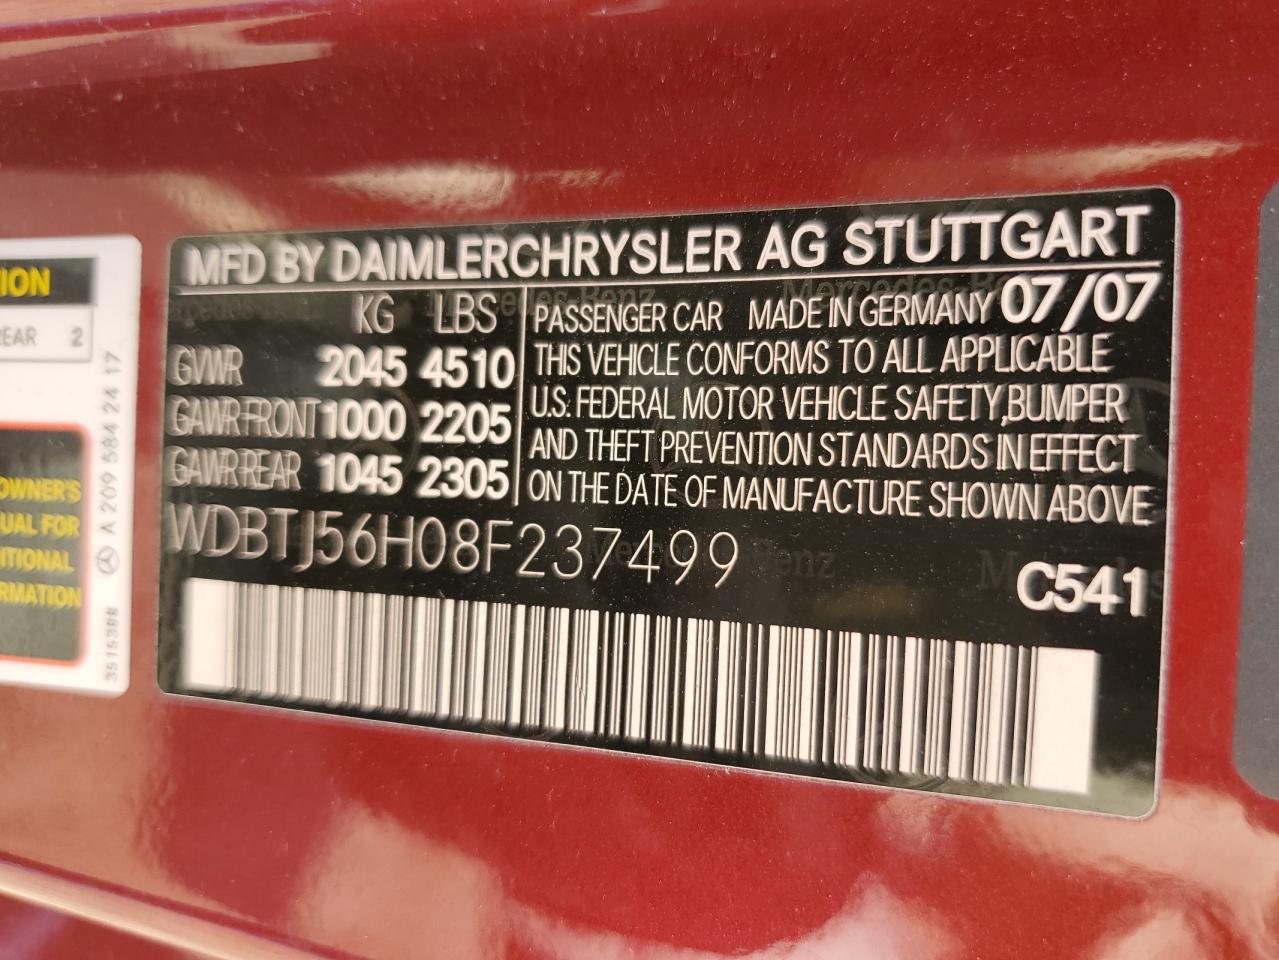 TION
REAR 2
OWNER'S
UAL FOR
ITIONAL
RMATION
A 209 584 24 17
3515388
MFD BY DAIMLERCHRYSLER AG STUTTGART
KG LBS
GVWR 2045 4510
GAWR FRONT 1000 2205
GAWR REAR 1045 2305
PASSENGER CAR MADE IN GERMANY 07/07
THIS VEHICLE CONFORMS TO ALL APPLICABLE
U.S. FEDERAL MOTOR VEHICLE SAFETY,BUMPER
AND THEFT PREVENTION STANDARDS IN EFFECT
ON THE DATE OF MANUFACTURE SHOWN ABOVE
WDBTJ56H08F237499
C541